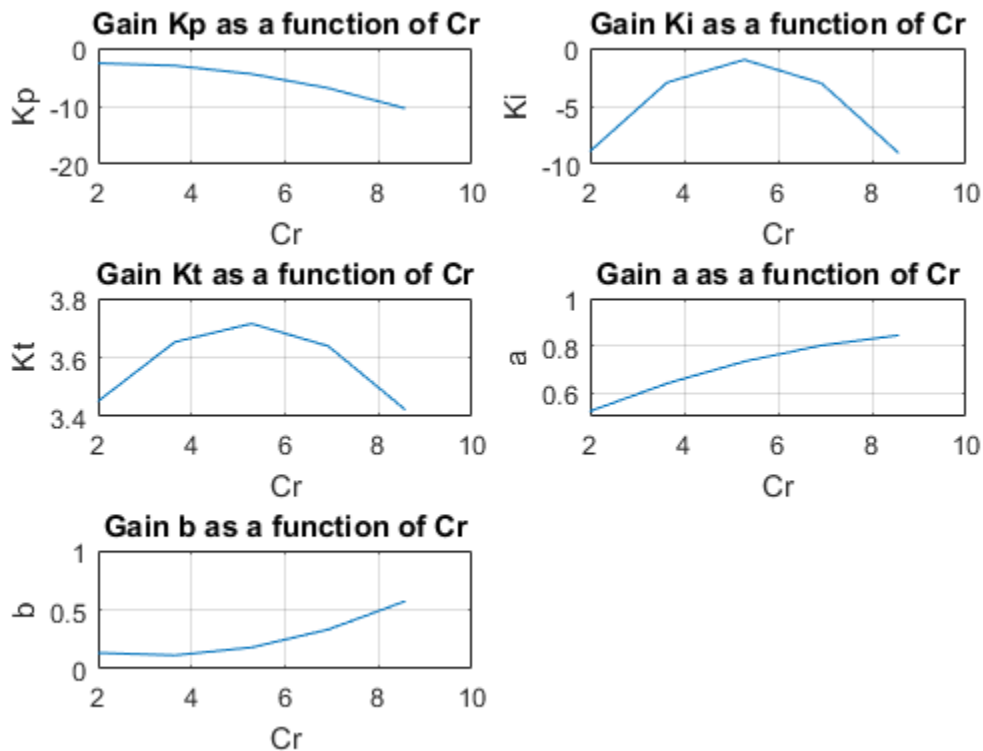 Gain Kp as a function of Cr
0
-10
-20
Kp
2 4 6 8 10
Cr
Gain Ki as a function of Cr
0
-5
-10
Ki
2 4 6 8 10
Cr
Gain Kt as a function of Cr
3.8
3.6
3.4
Kt
2 4 6 8 10
Cr
Gain a as a function of Cr
1
0.8
0.6
a
2 4 6 8 10
Cr
Gain b as a function of Cr
1
0.5
0
b
2 4 6 8 10
Cr